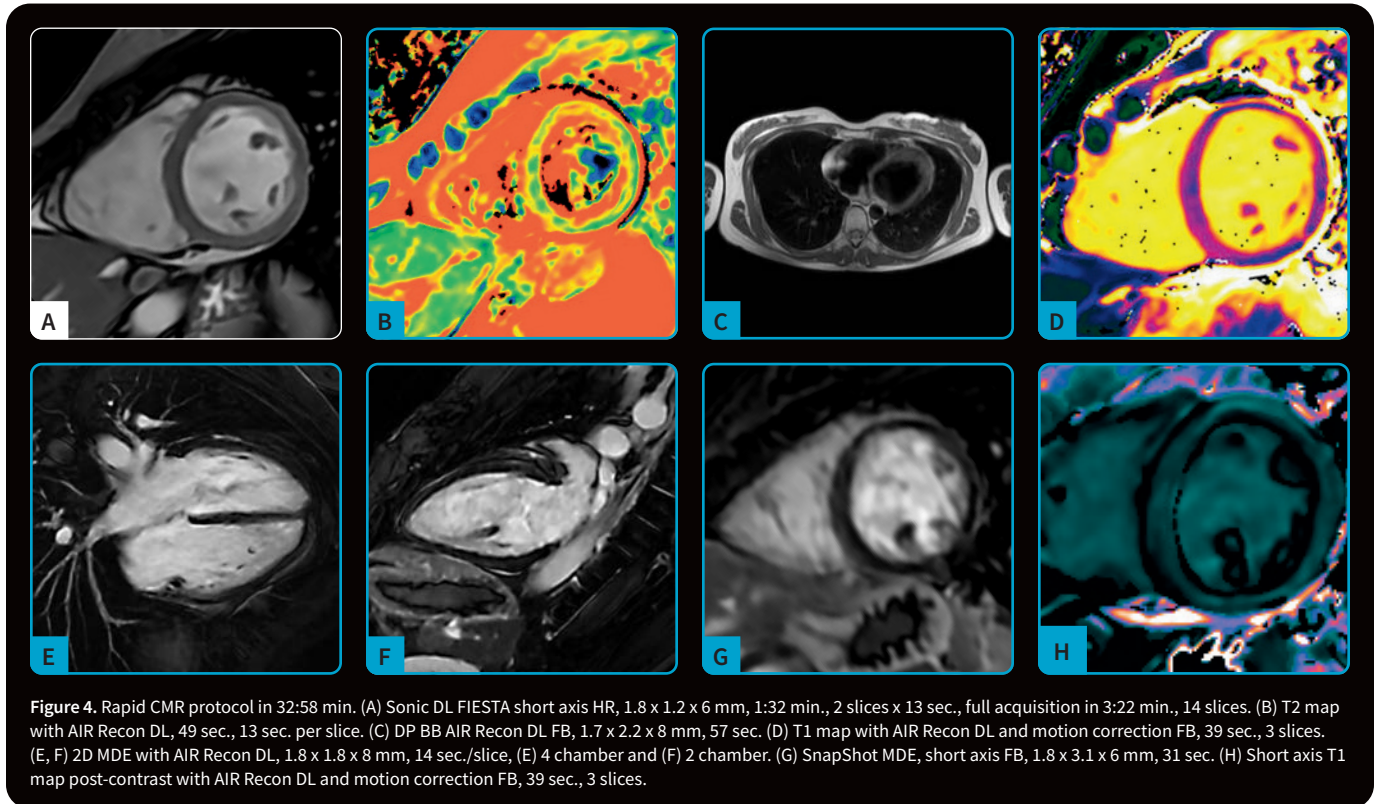 A
B
C
D
E
F
G
H
Figure 4. Rapid CMR protocol in 32:58 min. (A) Sonic DL FIESTA short axis HR, 1.8 x 1.2 x 6 mm, 1:32 min., 2 slices x 13 sec., full acquisition in 3:22 min., 14 slices. (B) T2 map
with AIR Recon DL, 49 sec., 13 sec. per slice. (C) DP BB AIR Recon DL FB, 1.7 x 2.2 x 8 mm, 57 sec. (D) T1 map with AIR Recon DL and motion correction FB, 39 sec., 3 slices.
(E, F) 2D MDE with AIR Recon DL, 1.8 x 1.8 x 8 mm, 14 sec./slice, (E) 4 chamber and (F) 2 chamber. (G) SnapShot MDE, short axis FB, 1.8 x 3.1 x 6 mm, 31 sec. (H) Short axis T1
map post-contrast with AIR Recon DL and motion correction FB, 39 sec., 3 slices.